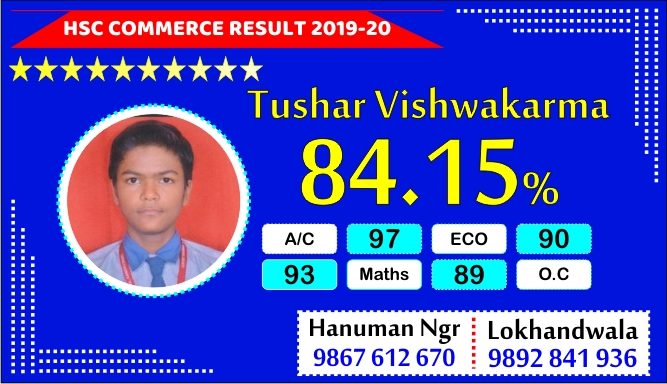 HSC COMMERCE RESULT 2019-20
Tushar Vishwakarma
84.15%
A/C 97 ECO 90
93 Maths 89 O.C
Hanuman Ngr Lokhandwala
9867 612 670 9892 841 936